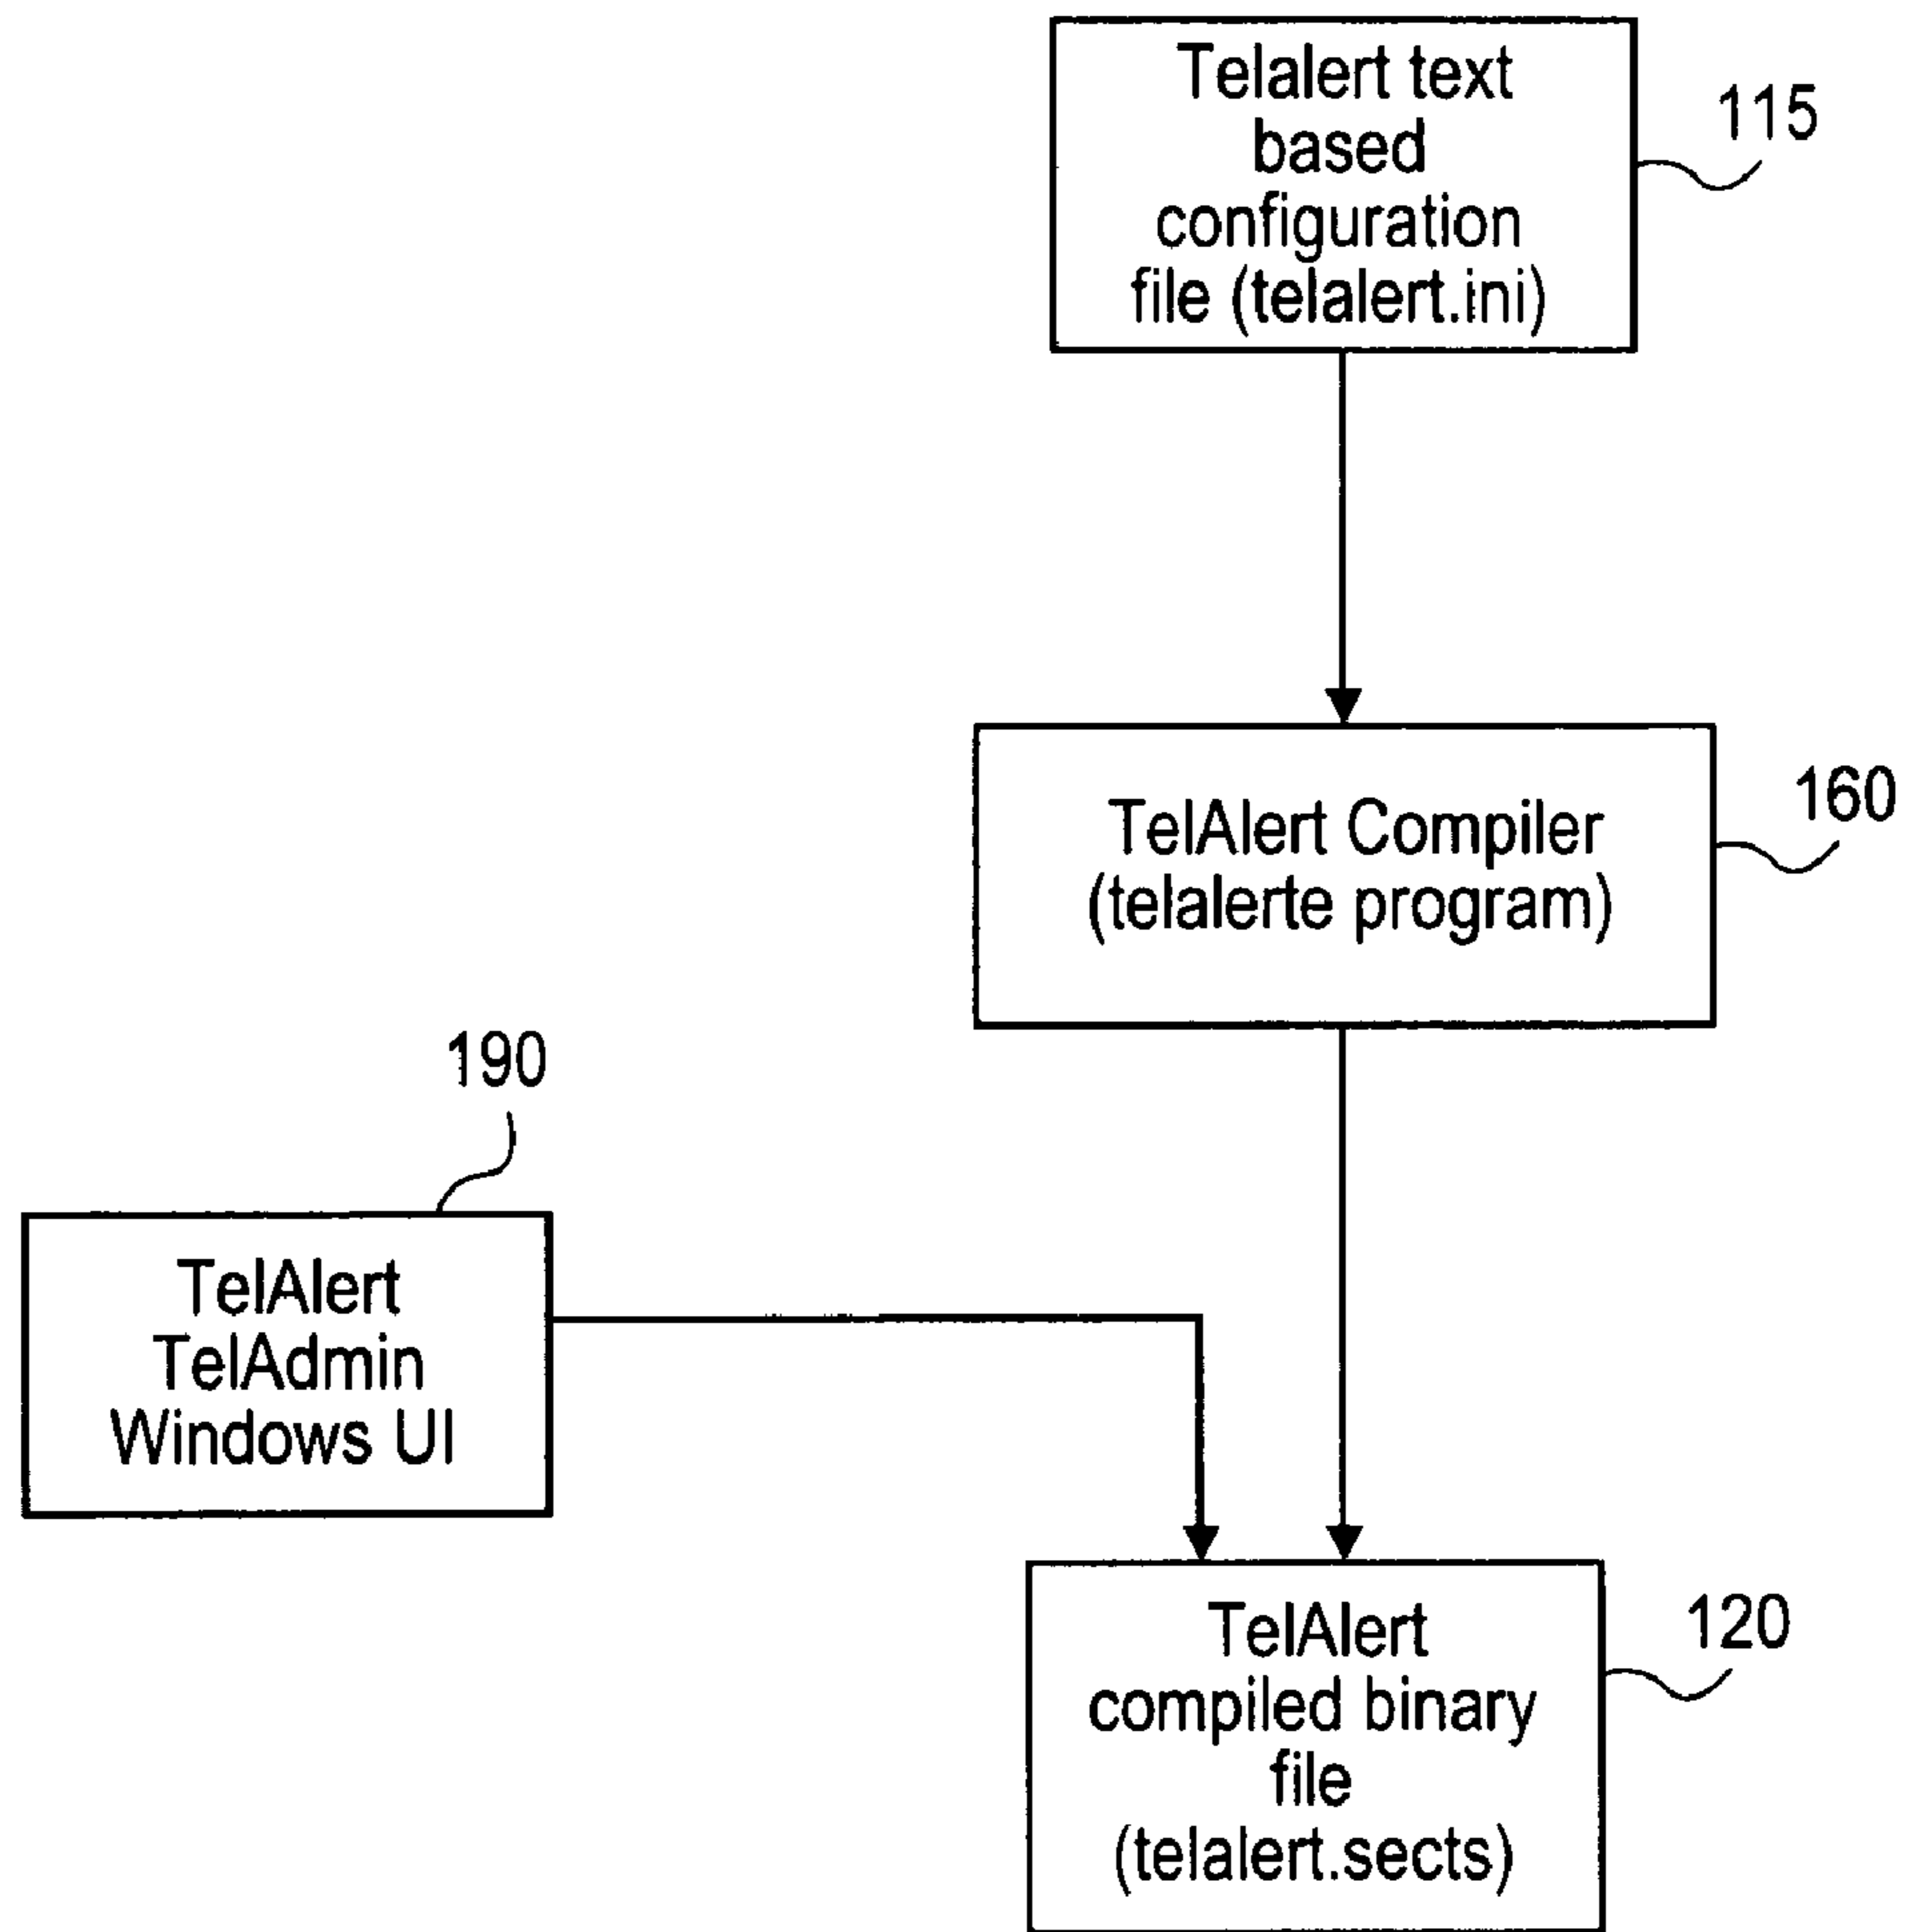 Telalert text
based
configuration
file (telalert.ini)
115
TelAlert Compiler
(telalerte program)
160
190
TelAlert
TelAdmin
Windows UI
TelAlert
compiled binary
file
(telalert.sects)
120